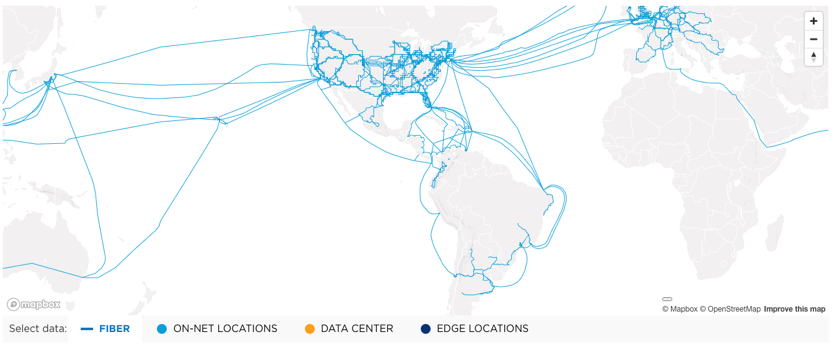 +
−
mapbox
© Mapbox © OpenStreetMap Improve this map
Select data: FIBER ON-NET LOCATIONS DATA CENTER EDGE LOCATIONS